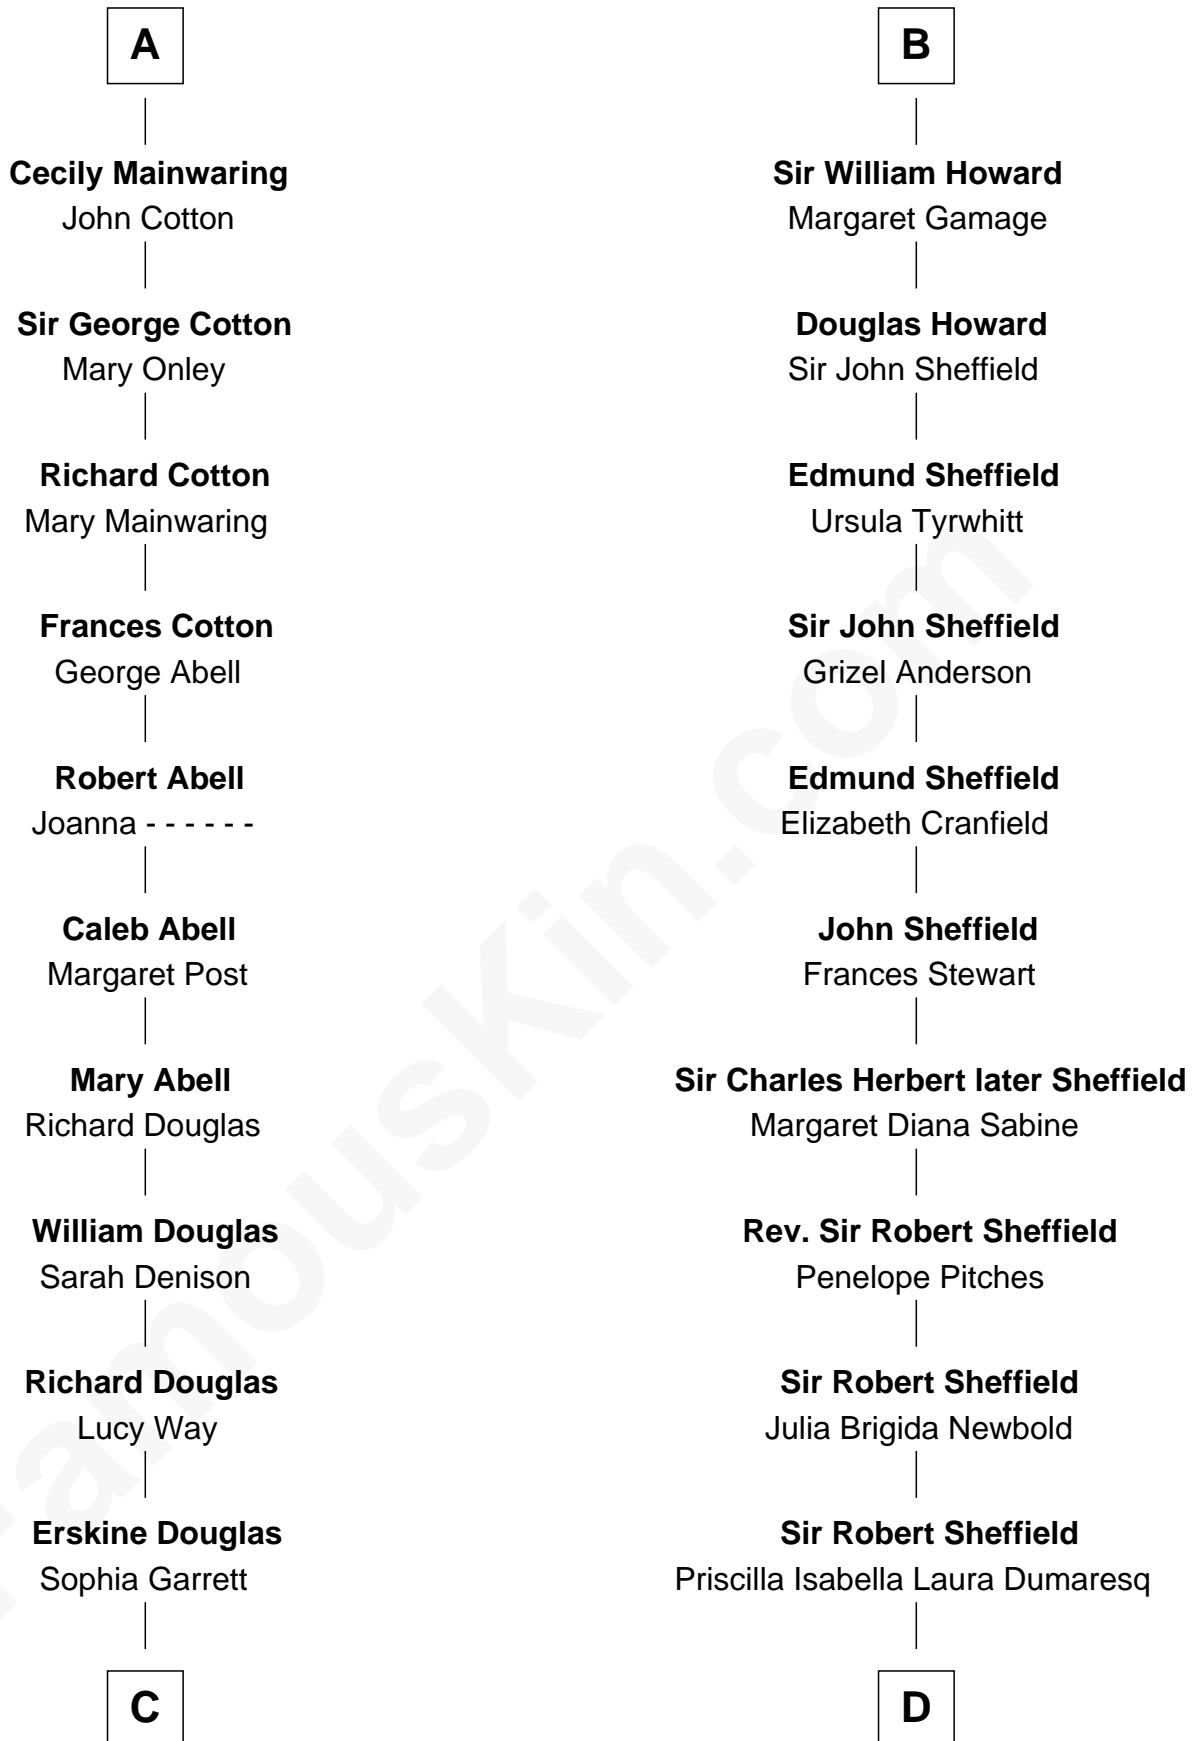 A
Cecily Mainwaring
John Cotton
Sir George Cotton
Mary Onley
Richard Cotton
Mary Mainwaring
Frances Cotton
George Abell
Robert Abell
Joanna - - - - - -
Caleb Abell
Margaret Post
Mary Abell
Richard Douglas
William Douglas
Sarah Denison
Richard Douglas
Lucy Way
Erskine Douglas
Sophia Garrett
C
B
Sir William Howard
Margaret Gamage
Douglas Howard
Sir John Sheffield
Edmund Sheffield
Ursula Tyrwhitt
Sir John Sheffield
Grizel Anderson
Edmund Sheffield
Elizabeth Cranfield
John Sheffield
Frances Stewart
Sir Charles Herbert later Sheffield
Margaret Diana Sabine
Rev. Sir Robert Sheffield
Penelope Pitches
Sir Robert Sheffield
Julia Brigida Newbold
Sir Robert Sheffield
Priscilla Isabella Laura Dumaresq
D
FamousKin.com